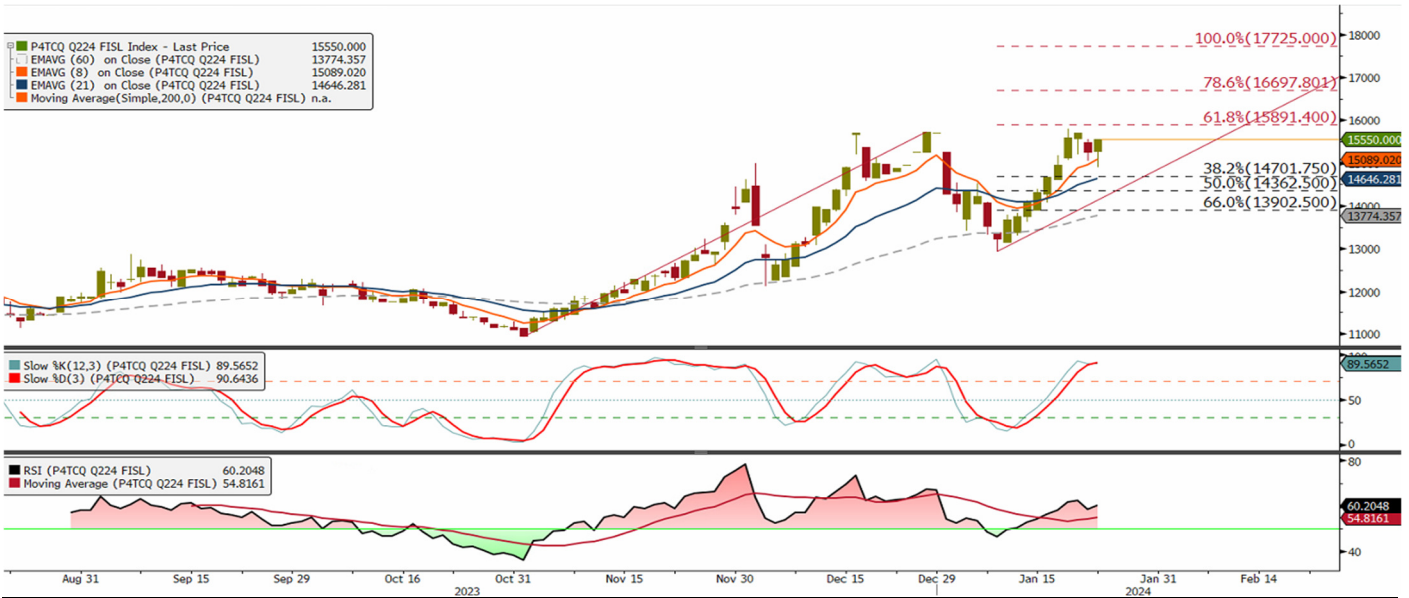 P4TCQ Q224 FISL Index - Last Price 15550.000
EMAVG (60) on Close (P4TCQ Q224 FISL) 13774.357
EMAVG (8) on Close (P4TCQ Q224 FISL) 15089.020
EMAVG (21) on Close (P4TCQ Q224 FISL) 14646.281
Moving Average(Simple,200,0) (P4TCQ Q224 FISL) n.a.
100.0%(17725.000)
78.6%(16697.801)
61.8%(15891.400)
38.2%(14701.750)
50.0%(14362.500)
66.0%(13902.500)
18000
17000
16000
15550.000
15089.020
14646.281
14000
13774.357
13000
12000
11000
Slow %K(12,3) (P4TCQ Q224 FISL) 89.5652
Slow %D(3) (P4TCQ Q224 FISL) 90.6436
100
89.5652
50
0
RSI (P4TCQ Q224 FISL) 60.2048
Moving Average (P4TCQ Q224 FISL) 54.8161
80
60.2048
54.8161
40
Aug 31 Sep 15 Sep 29 Oct 16 Oct 31 Nov 15 Nov 30 Dec 15 Dec 29 Jan 15 Jan 31 Feb 14
2023 2024